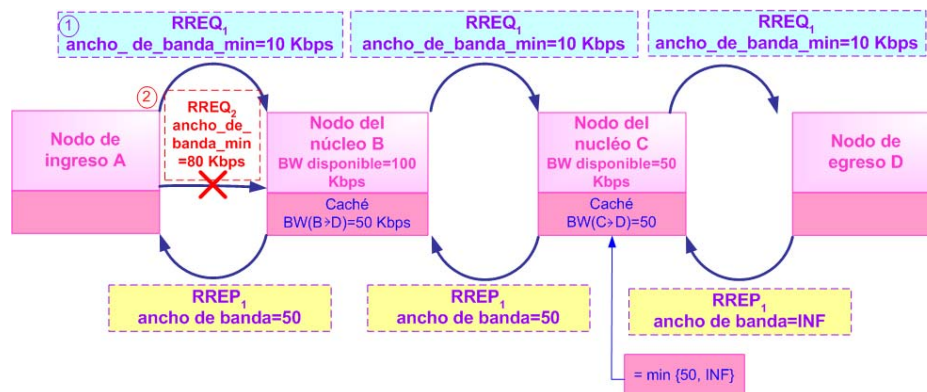 1
RREQ1
ancho_de_banda_min=10 Kbps
RREQ1
ancho_de_banda_min=10 Kbps
RREQ1
ancho_de_banda_min=10 Kbps
2
RREQ2
ancho_de_
banda_min
=80 Kbps
Nodo de
ingreso A
Nodo del
núcleo B
BW disponible=100
Kbps
Caché
BW(B→D)=50 Kbps
Nodo del
nucléo C
BW disponible=50
Kbps
Caché
BW(C→D)=50
Nodo de
egreso D
RREP1
ancho de banda=50
RREP1
ancho de banda=50
RREP1
ancho de banda=INF
= min {50, INF}